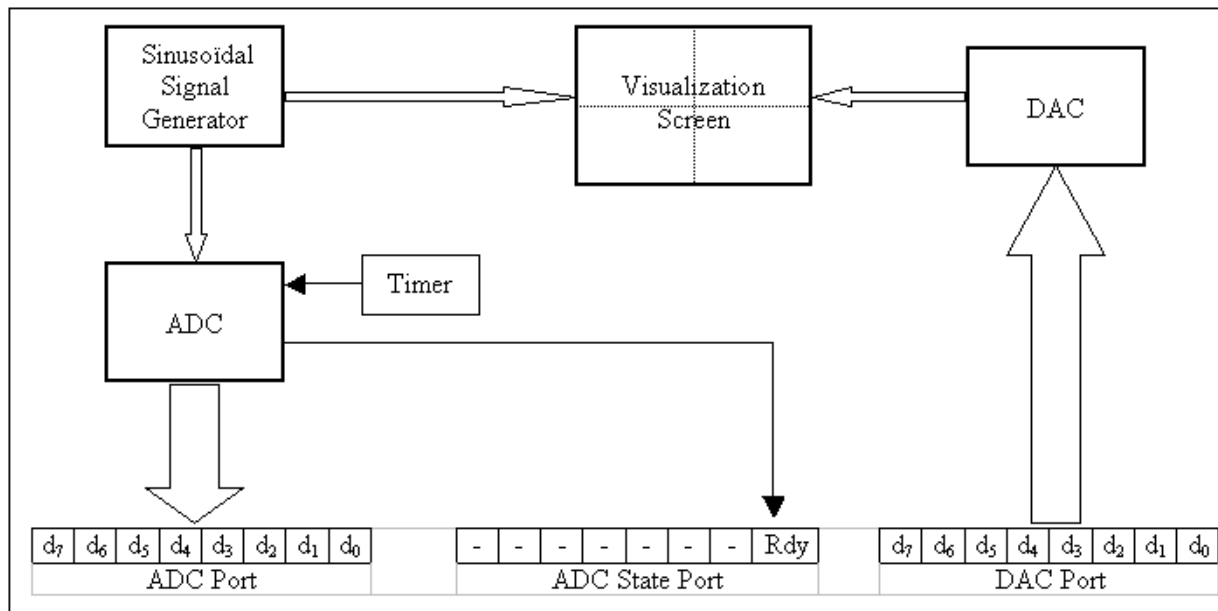 Sinusoïdal
Signal
Generator
Visualization
Screen
DAC
ADC
Timer
d7 d6 d5 d4 d3 d2 d1 d0
- - - - - - - Rdy
d7 d6 d5 d4 d3 d2 d1 d0
ADC Port
ADC State Port
DAC Port